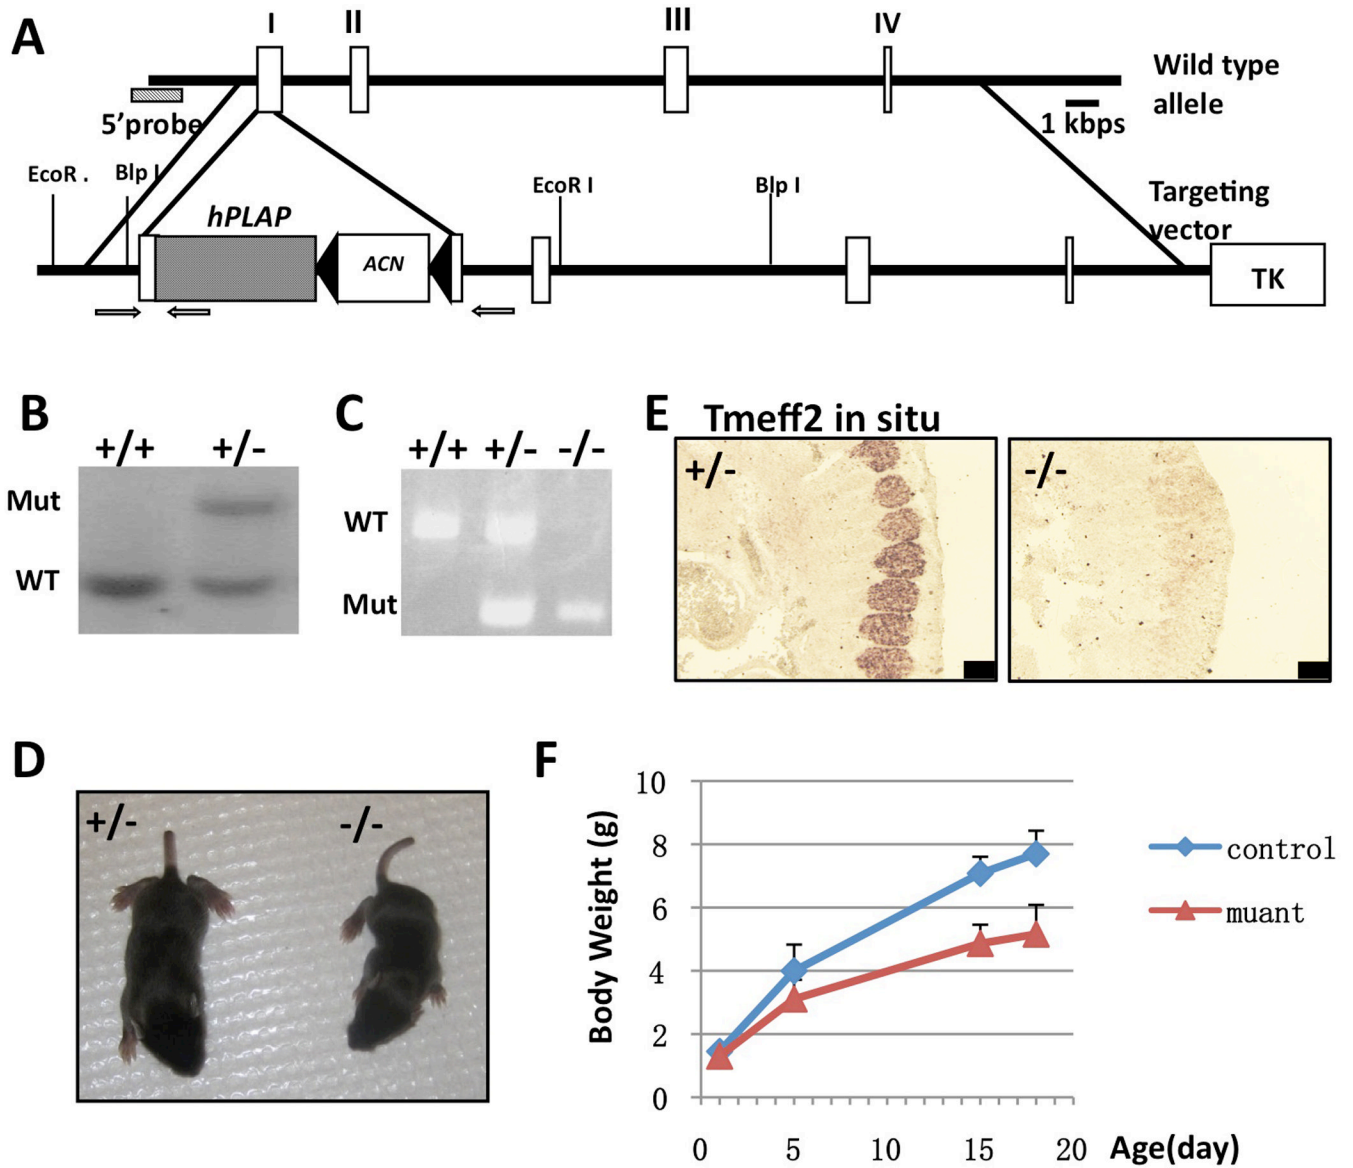 A
I
II
III
IV
Wild type
allele
5'probe
1 kbps
EcoR .
Blp I
hPLAP
ACN
EcoR I
Blp I
Targeting
vector
TK
B
+/+
+/-
Mut
WT
C
+/+
+/-
-/-
WT
Mut
E
Tmeff2 in situ
+/-
-/-
D
+/-
-/-
F
Body Weight (g)
10
8
6
4
2
0
0
5
10
15
20
Age(day)
control
muant